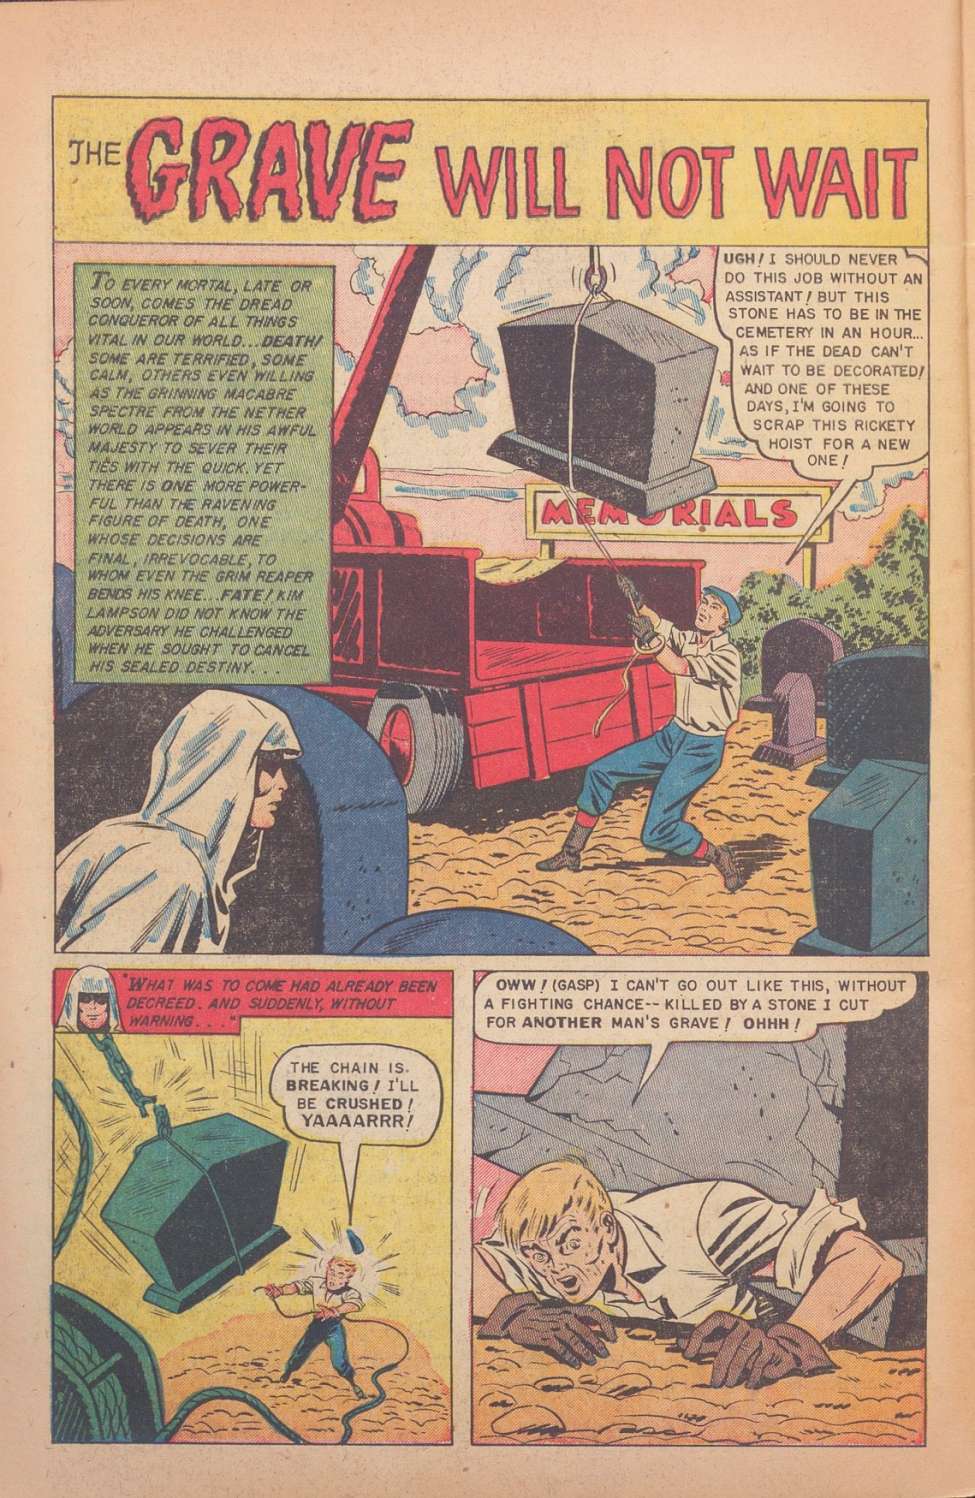 THE GRAVE WILL NOT WAIT
TO EVERY MORTAL, LATE OR
SOON, COMES THE DREAD
CONQUEROR OF ALL THINGS
VITAL IN OUR WORLD...DEATH!
SOME ARE TERRIFIED, SOME
CALM, OTHERS EVEN WILLING
AS THE GRINNING MACABRE
SPECTRE FROM THE NETHER
WORLD APPEARS IN HIS AWFUL
MAJESTY TO SEVER THEIR
TIES WITH THE QUICK. YET
THERE IS ONE MORE POWER-
FUL THAN THE RAVENING
FIGURE OF DEATH, ONE
WHOSE DECISIONS ARE
FINAL, IRREVOCABLE, TO
WHOM EVEN THE GRIM REAPER
BENDS HIS KNEE...FATE! KIM
LAMPSON DID NOT KNOW THE
ADVERSARY HE CHALLENGED
WHEN HE SOUGHT TO CANCEL
HIS SEALED DESTINY. . .
UGH! I SHOULD NEVER
DO THIS JOB WITHOUT AN
ASSISTANT! BUT THIS
STONE HAS TO BE IN THE
CEMETERY IN AN HOUR...
AS IF THE DEAD CAN'T
WAIT TO BE DECORATED!
AND ONE OF THESE
DAYS, I'M GOING TO
SCRAP THIS RICKETY
HOIST FOR A NEW
ONE!
MEMORIALS
"WHAT WAS TO COME HAD ALREADY BEEN
DECREED. AND SUDDENLY, WITHOUT
WARNING. . ."
THE CHAIN IS
BREAKING! I'LL
BE CRUSHED!
YAAAARRR!
OWW! (GASP) I CAN'T GO OUT LIKE THIS, WITHOUT
A FIGHTING CHANCE--KILLED BY A STONE I CUT
FOR ANOTHER MAN'S GRAVE! OHHH!